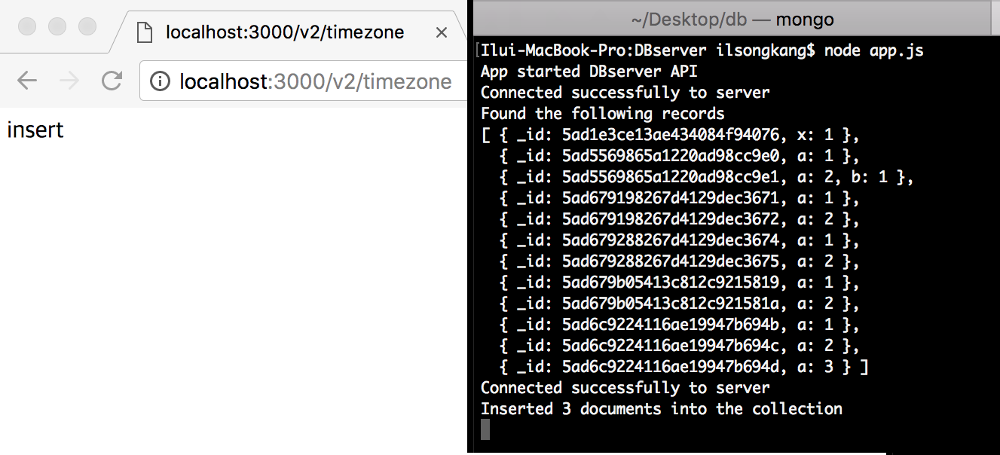 localhost:3000/v2/timezone
localhost:3000/v2/timezone
insert
~/Desktop/db — mongo
[Ilui-MacBook-Pro:DBserver ilsongkang$ node app.js
App started DBserver API
Connected successfully to server
Found the following records
[ { _id: 5ad1e3ce13ae434084f94076, x: 1 },
{ _id: 5ad5569865a1220ad98cc9e0, a: 1 },
{ _id: 5ad5569865a1220ad98cc9e1, a: 2, b: 1 },
{ _id: 5ad679198267d4129dec3671, a: 1 },
{ _id: 5ad679198267d4129dec3672, a: 2 },
{ _id: 5ad679288267d4129dec3674, a: 1 },
{ _id: 5ad679288267d4129dec3675, a: 2 },
{ _id: 5ad679b05413c812c9215819, a: 1 },
{ _id: 5ad679b05413c812c921581a, a: 2 },
{ _id: 5ad6c9224116ae19947b694b, a: 1 },
{ _id: 5ad6c9224116ae19947b694c, a: 2 },
{ _id: 5ad6c9224116ae19947b694d, a: 3 } ]
Connected successfully to server
Inserted 3 documents into the collection